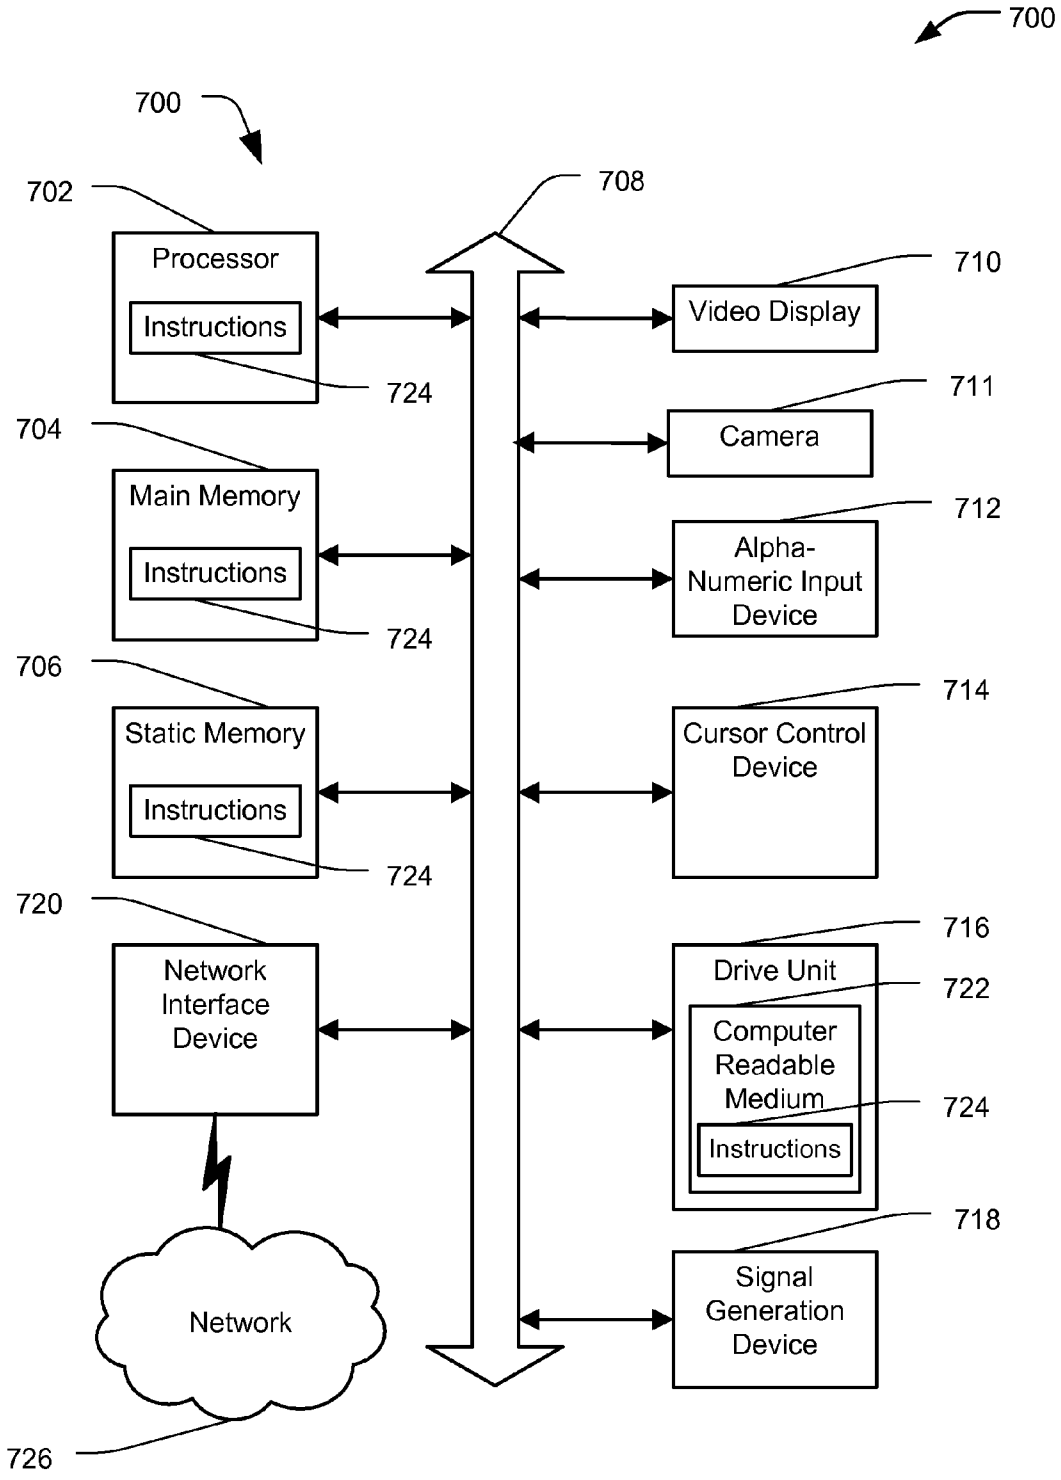 700
700
702
708
Processor
Instructions
724
710
Video Display
711
Camera
704
Main Memory
Instructions
724
712
Alpha-
Numeric Input
Device
706
Static Memory
Instructions
724
714
Cursor Control
Device
720
Network
Interface
Device
716
Drive Unit
722
Computer
Readable
Medium
724
Instructions
718
Signal
Generation
Device
Network
726